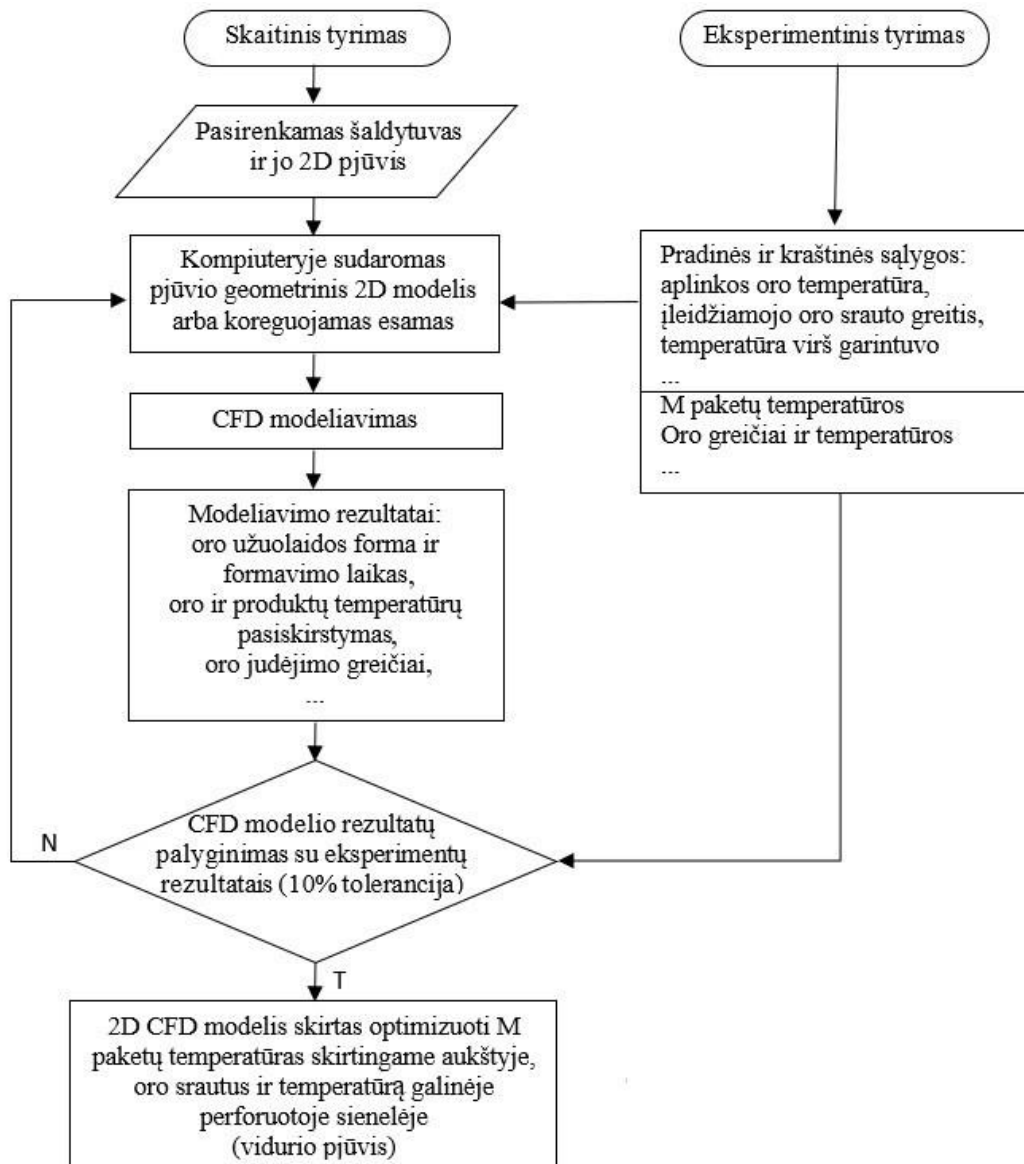 Skaitinis tyrimas
Eksperimentinis tyrimas
Pasirenkamas šaldytuvas
ir jo 2D pjūvis
Kompiuteryje sudaromas
pjūvio geometrinis 2D modelis
arba koreguojamas esamas
Pradinės ir kraštinės sąlygos:
aplinkos oro temperatūra,
įleidžiamojo oro srauto greitis,
temperatūra virš garintuvo
...
M paketų temperatūros
Oro greičiai ir temperatūros
...
CFD modeliavimas
Modeliavimo rezultatai:
oro užuolaidos forma ir
formavimo laikas,
oro ir produktų temperatūrų
pasiskirstymas,
oro judėjimo greičiai,
...
N
CFD modelio rezultatų
palyginimas su eksperimentų
rezultatais (10% tolerancija)
T
2D CFD modelis skirtas optimizuoti M
paketų temperatūras skirtingame aukštyje,
oro srautus ir temperatūrą galinėje
perforuotoje sienelėje
(vidurio pjūvis)